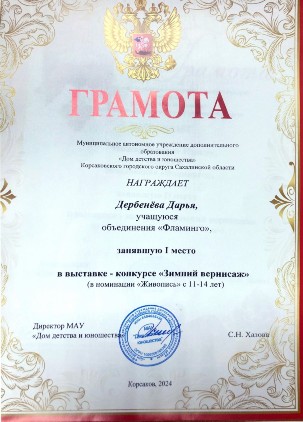 ГРАМОТА
Муниципальное автономное учреждение дополнительного
образования
«Дом детства и юношества»
Корсаковского городского округа Сахалинской области
НАГРАЖДАЕТ
Дербенёва Дарья,
учащуюся
объединения «Фламинго»,
занявшую I место
в выставке - конкурсе «Зимний вернисаж»
(в номинации «Живопись» с 11-14 лет)
Директор МАУ
«Дом детства и юношества»
С.Н. Хазова
Корсаков, 2024